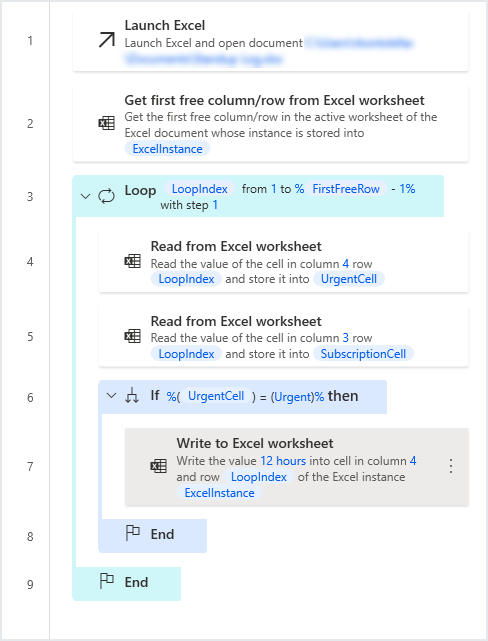 1
Launch Excel
Launch Excel and open document
2
Get first free column/row from Excel worksheet
Get the first free column/row in the active worksheet of the
Excel document whose instance is stored into
ExcelInstance
3
Loop LoopIndex from 1 to % FirstFreeRow - 1%
with step 1
4
Read from Excel worksheet
Read the value of the cell in column 4 row
LoopIndex and store it into UrgentCell
5
Read from Excel worksheet
Read the value of the cell in column 3 row
LoopIndex and store it into SubscriptionCell
6
If %( UrgentCell ) = (Urgent)% then
7
Write to Excel worksheet
Write the value 12 hours into cell in column 4
and row LoopIndex of the Excel instance
ExcelInstance
8
End
9
End